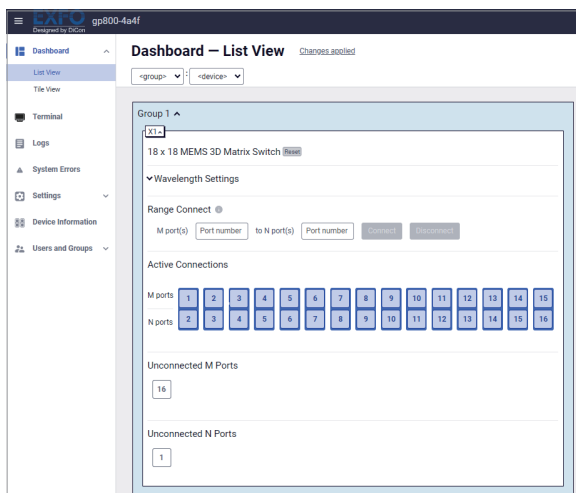 EXFO gp800-4a4f
Designed by DiCon
Dashboard
List View
Tile View
Terminal
Logs
System Errors
Settings
Device Information
Users and Groups
Dashboard — List View Changes applied
<group> : <device>
Group 1
X1
18 x 18 MEMS 3D Matrix Switch Reset
Wavelength Settings
Range Connect
M port(s) Port number to N port(s) Port number Connect Disconnect
Active Connections
M ports 1 2 3 4 5 6 7 8 9 10 11 12 13 14 15
N ports 2 3 4 5 6 7 8 9 10 11 12 13 14 15 16
Unconnected M Ports
16
Unconnected N Ports
1